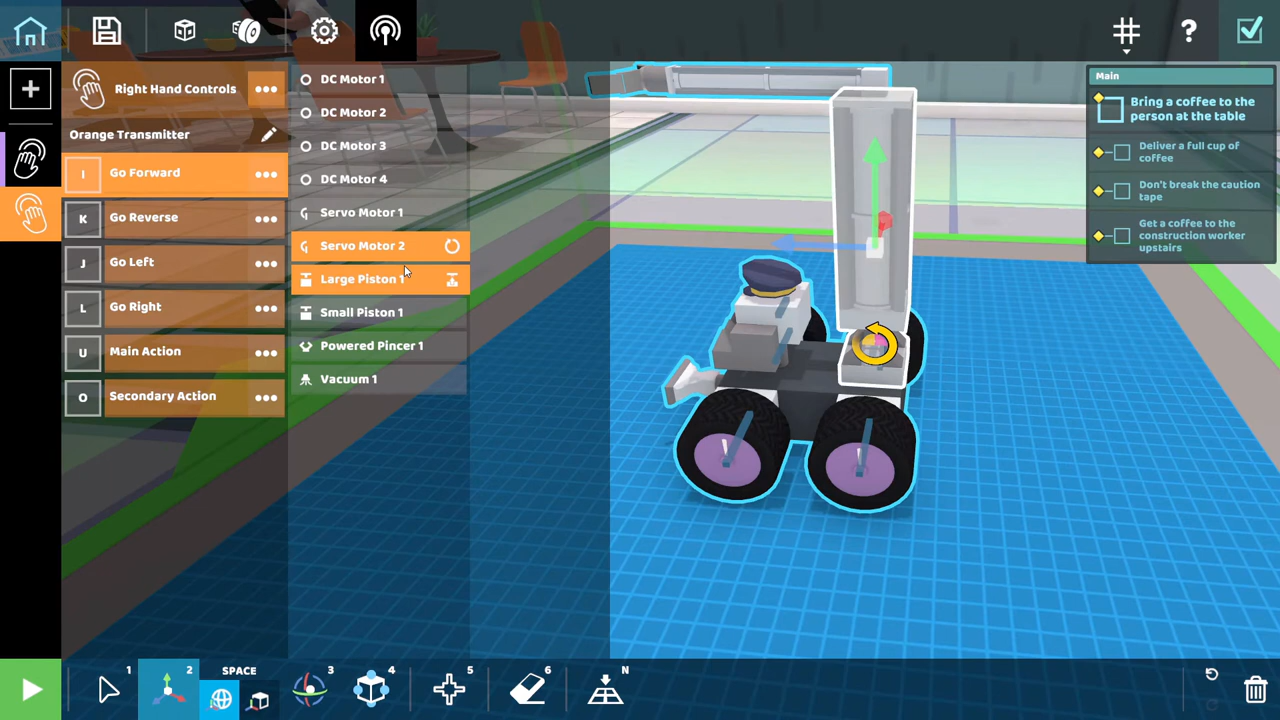 Right Hand Controls
Orange Transmitter
I Go Forward
K Go Reverse
J Go Left
L Go Right
U Main Action
O Secondary Action
DC Motor 1
DC Motor 2
DC Motor 3
DC Motor 4
Servo Motor 1
Servo Motor 2
Large Piston 1
Small Piston 1
Powered Pincer 1
Vacuum 1
Main
Bring a coffee to the
person at the table
Deliver a full cup of
coffee
Don't break the caution
tape
Get a coffee to the
construction worker
upstairs
1
2
SPACE
3
4
5
6
N